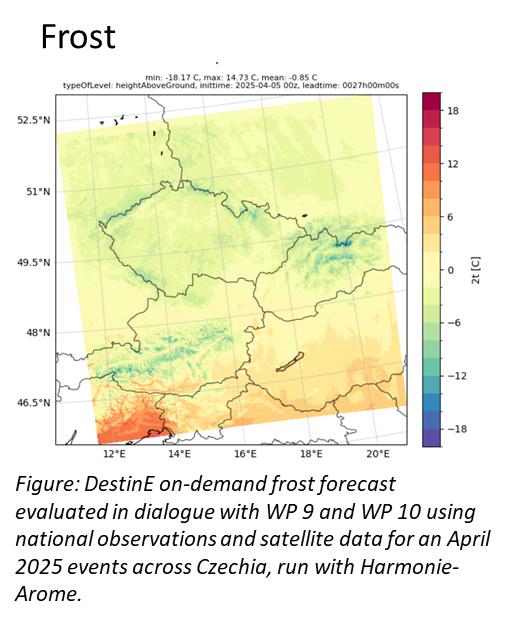 Frost
min: -18.17 C, max: 14.73 C, mean: -0.85 C
typeOfLevel: heightAboveGround, inittime: 2025-04-05 00z, leadtime: 0027h00m00s
52.5°N
51°N
49.5°N
48°N
46.5°N
12°E
14°E
16°E
18°E
20°E
18
12
6
0
−6
−12
−18
2t [C]
Figure: DestinE on-demand frost forecast
evaluated in dialogue with WP 9 and WP 10 using
national observations and satellite data for an April
2025 events across Czechia, run with Harmonie-
Arome.